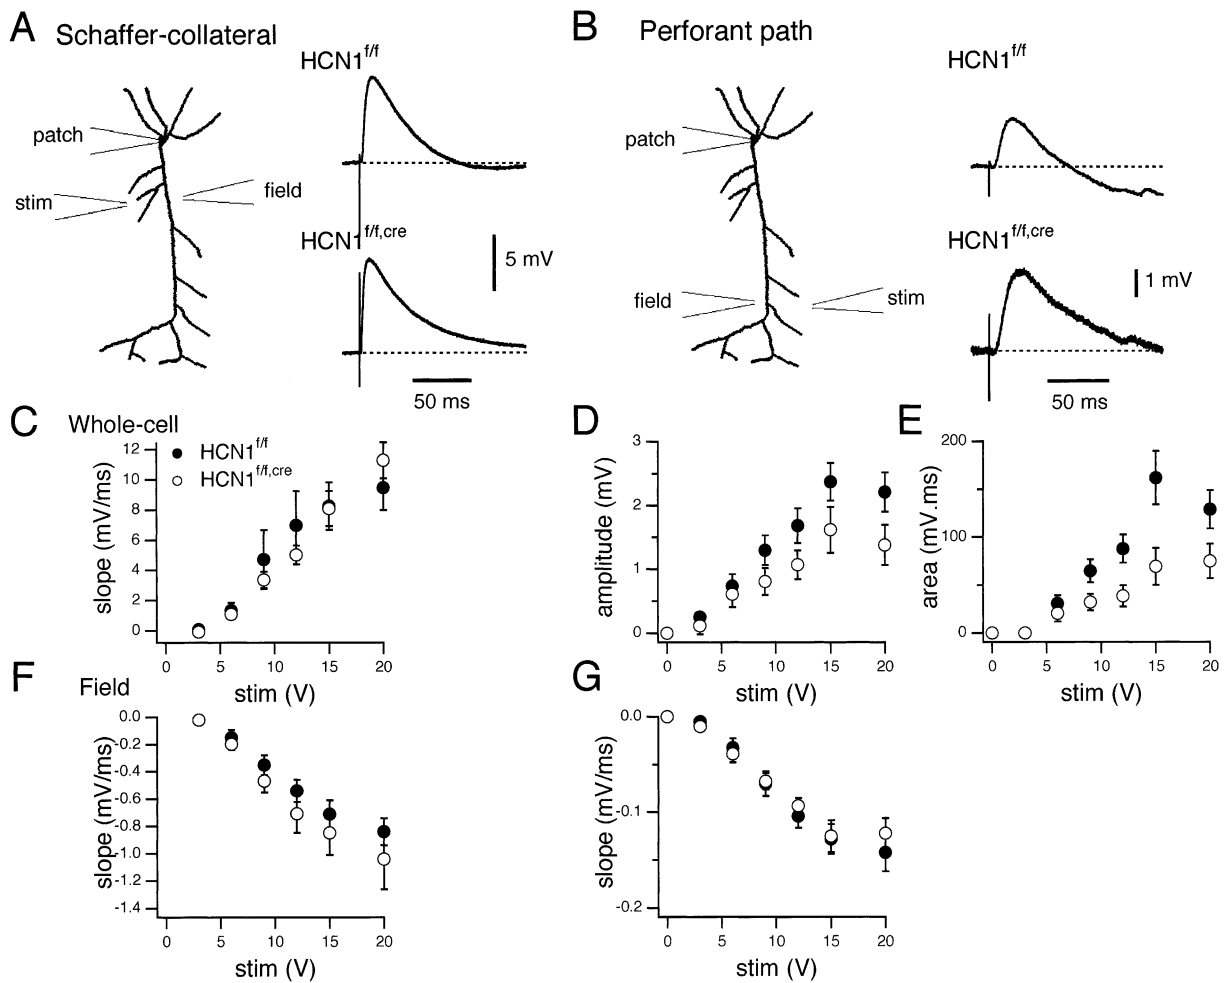 A Schaffer-collateral
HCN1f/f
patch
stim
field
HCN1f/f,cre
5 mV
50 ms
B Perforant path
HCN1f/f
patch
field
stim
HCN1f/f,cre
1 mV
50 ms
C Whole-cell
HCN1f/f
HCN1f/f,cre
slope (mV/ms)
12
10
8
6
4
2
0
0 5 10 15 20
stim (V)
D
amplitude (mV)
3
2
1
0
0 5 10 15 20
stim (V)
E
area (mV.ms)
200
100
0
0 5 10 15 20
stim (V)
F Field
slope (mV/ms)
0.0
-0.2
-0.4
-0.6
-0.8
-1.0
-1.2
-1.4
0 5 10 15 20
stim (V)
G
slope (mV/ms)
0.0
-0.1
-0.2
0 5 10 15 20
stim (V)